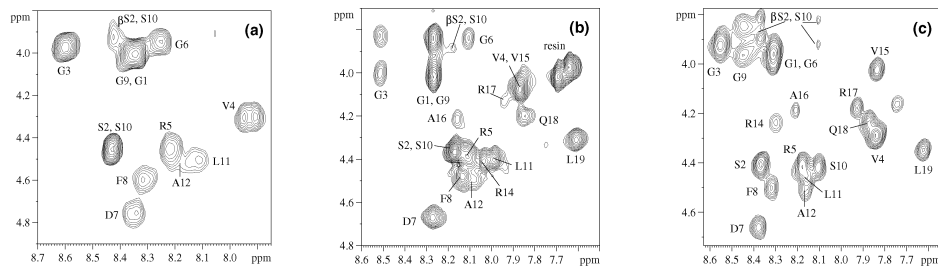 ppm
(a)
βS2, S10
G6
4.0
G3
G9, G1
4.2
V4
S2, S10
R5
4.4
L11
F8
A12
4.6
D7
4.8
8.7 8.6 8.5 8.4 8.3 8.2 8.1 8.0 7.9 ppm
ppm
(b)
βS2, S10
G6
resin
V4, V15
4.0
G3
G1, G9
R17
A16
Q18
4.2
R5
S2, S10
4.4
L11
L19
R14
F8
A12
4.6
D7
4.8
8.6 8.5 8.4 8.3 8.2 8.1 8.0 7.9 7.8 7.7 7.6 ppm
ppm
(c)
βS2, S10
V15
G3
G9
G1, G6
4.0
A16
R17
4.2
R14
Q18
V4
R5
4.4
S2
S10
L19
F8
L11
A12
4.6
D7
8.6 8.5 8.4 8.3 8.2 8.1 8.0 7.9 7.8 7.7 ppm